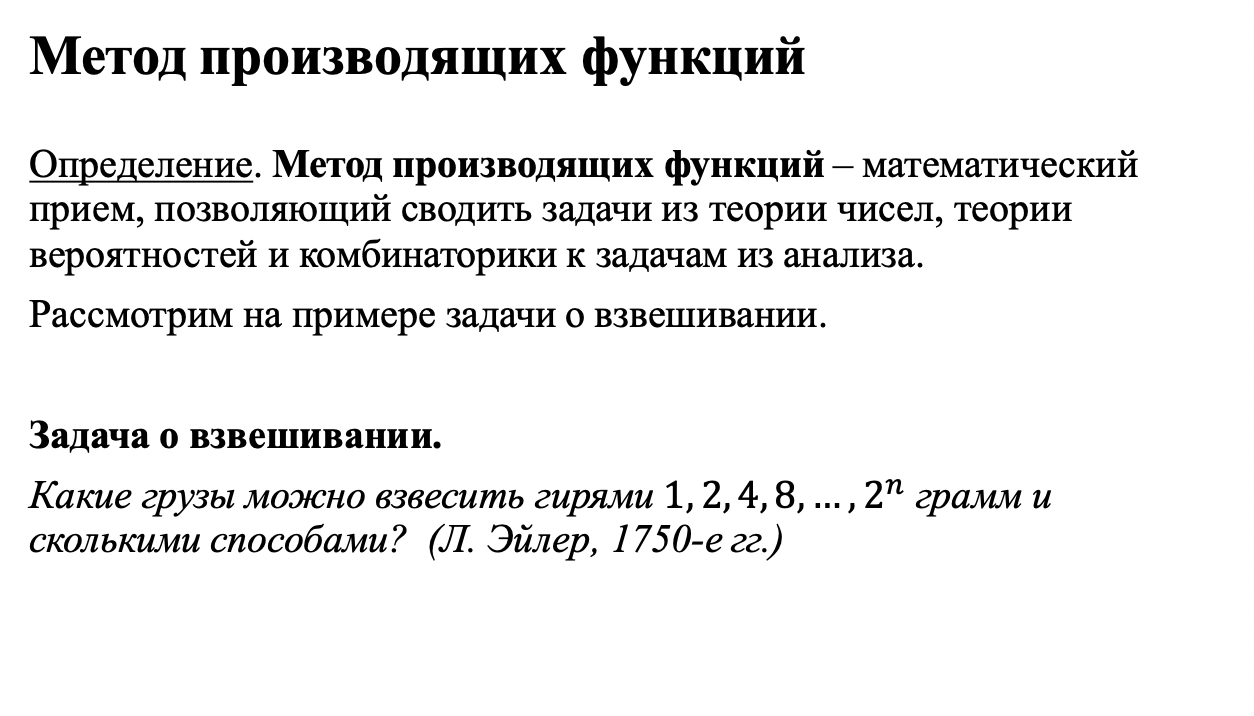 Метод производящих функций
Определение. Метод производящих функций – математический
прием, позволяющий сводить задачи из теории чисел, теории
вероятностей и комбинаторики к задачам из анализа.
Рассмотрим на примере задачи о взвешивании.
Задача о взвешивании.
Какие грузы можно взвесить гирями 1, 2, 4, 8, … , 2ⁿ грамм и
сколькими способами? (Л. Эйлер, 1750-е гг.)